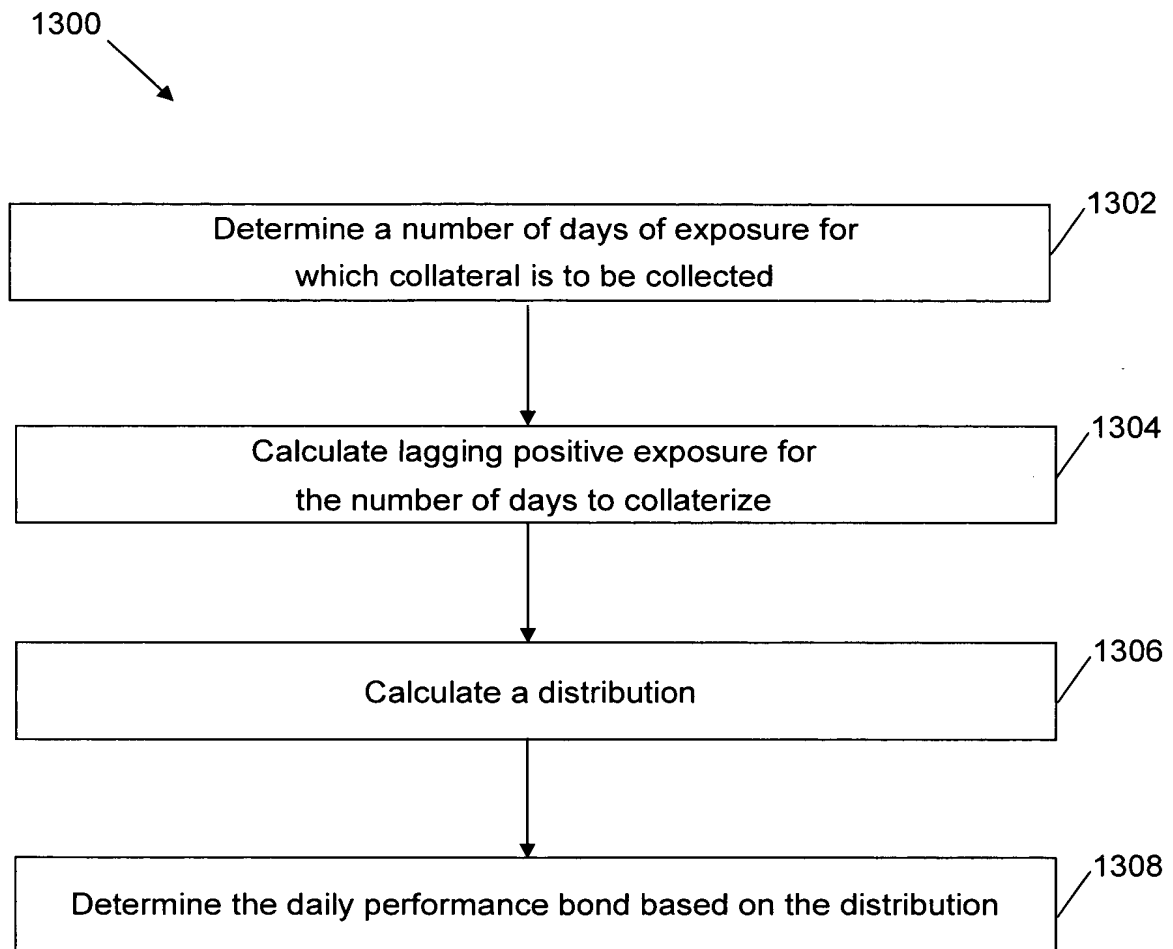 1300
Determine a number of days of exposure for
which collateral is to be collected
1302
Calculate lagging positive exposure for
the number of days to collaterize
1304
Calculate a distribution
1306
Determine the daily performance bond based on the distribution
1308